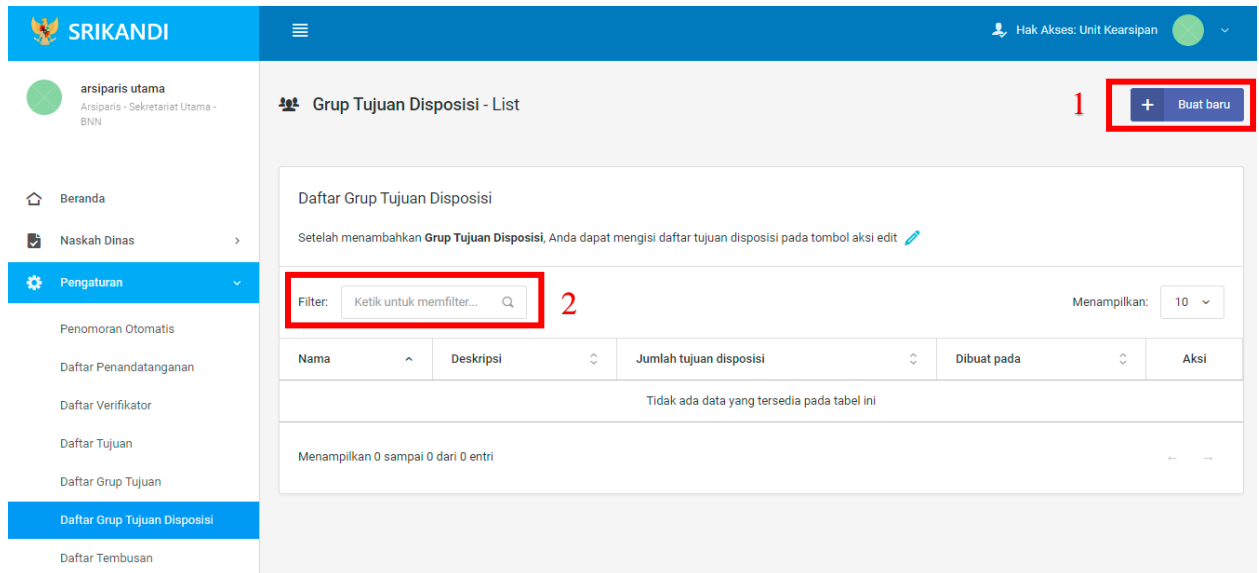 SRIKANDI
Hak Akses: Unit Kearsipan
arsiparis utama
Arsiparis - Sekretariat Utama -
BNN
Grup Tujuan Disposisi - List
1
+ Buat baru
Beranda
Naskah Dinas
Pengaturan
Penomoran Otomatis
Daftar Penandatanganan
Daftar Verifikator
Daftar Tujuan
Daftar Grup Tujuan
Daftar Grup Tujuan Disposisi
Daftar Tembusan
Daftar Grup Tujuan Disposisi
Setelah menambahkan Grup Tujuan Disposisi, Anda dapat mengisi daftar tujuan disposisi pada tombol aksi edit
Filter: Ketik untuk memfilter... 2 Menampilkan: 10
Nama Deskripsi Jumlah tujuan disposisi Dibuat pada Aksi
Tidak ada data yang tersedia pada tabel ini
Menampilkan 0 sampai 0 dari 0 entri ← →